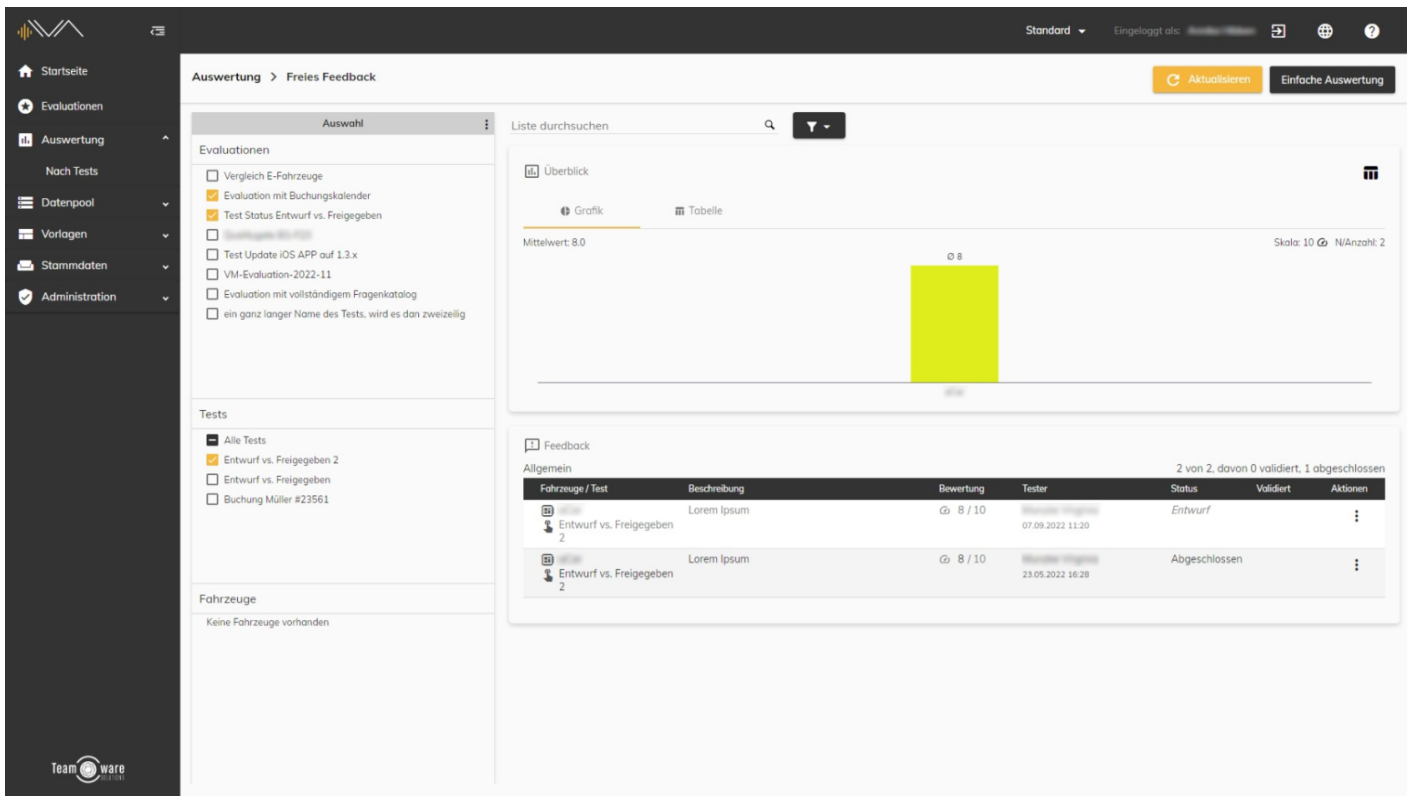 Standard
Eingeloggt als:
Startseite
Evaluationen
Auswertung
Nach Tests
Datenpool
Vorlagen
Stammdaten
Administration
Team ware
SOLUTIONS
Auswertung > Freies Feedback
Aktualisieren
Einfache Auswertung
Auswahl
Evaluationen
Vergleich E-Fahrzeuge
Evaluation mit Buchungskalender
Test Status Entwurf vs. Freigegeben
Test Update iOS APP auf 1.3.x
VM-Evaluation-2022-11
Evaluation mit vollständigem Fragenkatalog
ein ganz langer Name des Tests, wird es dan zweizeilig
Tests
Alle Tests
Entwurf vs. Freigegeben 2
Entwurf vs. Freigegeben
Buchung Müller #23561
Fahrzeuge
Keine Fahrzeuge vorhanden
Liste durchsuchen
Überblick
Grafik
Tabelle
Mittelwert: 8.0
Skala: 10 N/Anzahl: 2
Ø 8
Feedback
Allgemein
2 von 2, davon 0 validiert, 1 abgeschlossen
Fahrzeuge / Test Beschreibung Bewertung Tester Status Validiert Aktionen
Lorem Ipsum 8 / 10 Entwurf
Entwurf vs. Freigegeben 07.09.2022 11:20
2
Lorem Ipsum 8 / 10 Abgeschlossen
Entwurf vs. Freigegeben 23.05.2022 16:28
2